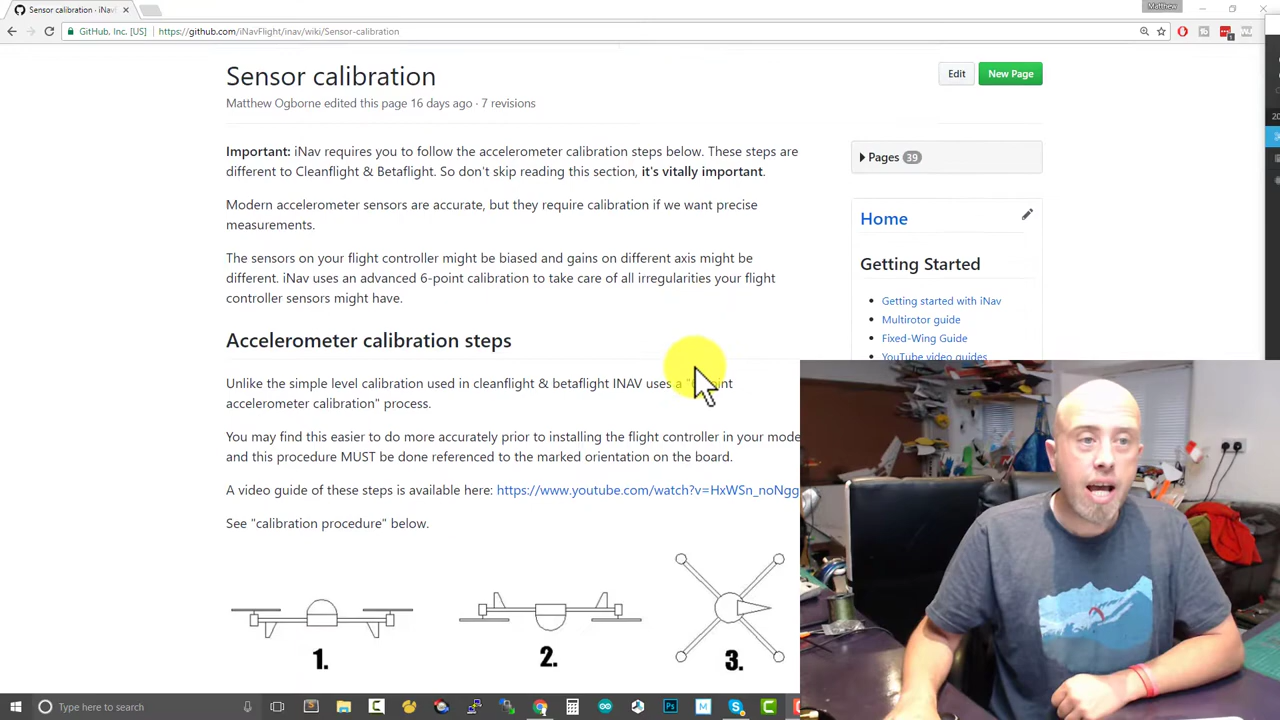 Sensor calibration · iNav
Matthew
GitHub, Inc. [US]
https://github.com/iNavFlight/inav/wiki/Sensor-calibration
Sensor calibration
Edit
New Page
Matthew Ogborne edited this page 16 days ago · 7 revisions
Important: iNav requires you to follow the accelerometer calibration steps below. These steps are
different to Cleanflight & Betaflight. So don't skip reading this section, it's vitally important.
Pages 39
Modern accelerometer sensors are accurate, but they require calibration if we want precise
measurements.
Home
The sensors on your flight controller might be biased and gains on different axis might be
different. iNav uses an advanced 6-point calibration to take care of all irregularities your flight
controller sensors might have.
Getting Started
Getting started with iNav
Multirotor guide
Fixed-Wing Guide
YouTube video guides
Accelerometer calibration steps
Unlike the simple level calibration used in cleanflight & betaflight INAV uses a
accelerometer calibration" process.
You may find this easier to do more accurately prior to installing the flight controller in your mode
and this procedure MUST be done referenced to the marked orientation on the board.
A video guide of these steps is available here: https://www.youtube.com/watch?v=HxWSn_noNgg
See "calibration procedure" below.
1.
2.
3.
Type here to search